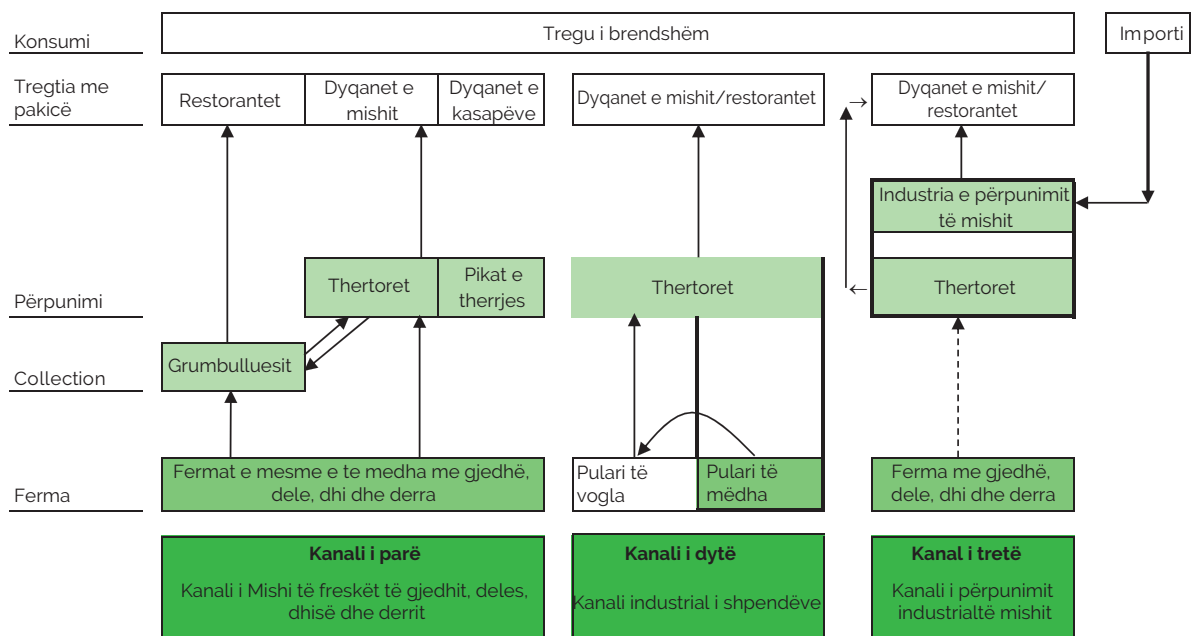 Konsumi
Tregu i brendshëm
Importi
Tregtia me
pakicë
Restorantet
Dyqanet e
mishit
Dyqanet e
kasapëve
Dyqanet e mishit/restorantet
Dyqanet e mishit/
restorantet
Industria e përpunimit
të mishit
Përpunimi
Thertoret
Pikat e
therrjes
Thertoret
Thertoret
Collection
Grumbulluesit
Ferma
Fermat e mesme e te medha me gjedhë,
dele, dhi dhe derra
Pulari të
vogla
Pulari të
mëdha
Ferma me gjedhë,
dele, dhi dhe derra
Kanali i parë
Kanali i Mishi të freskët të gjedhit, deles,
dhisë dhe derrit
Kanali i dytë
Kanali industrial i shpendëve
Kanal i tretë
Kanali i përpunimit
industrialtë mishit